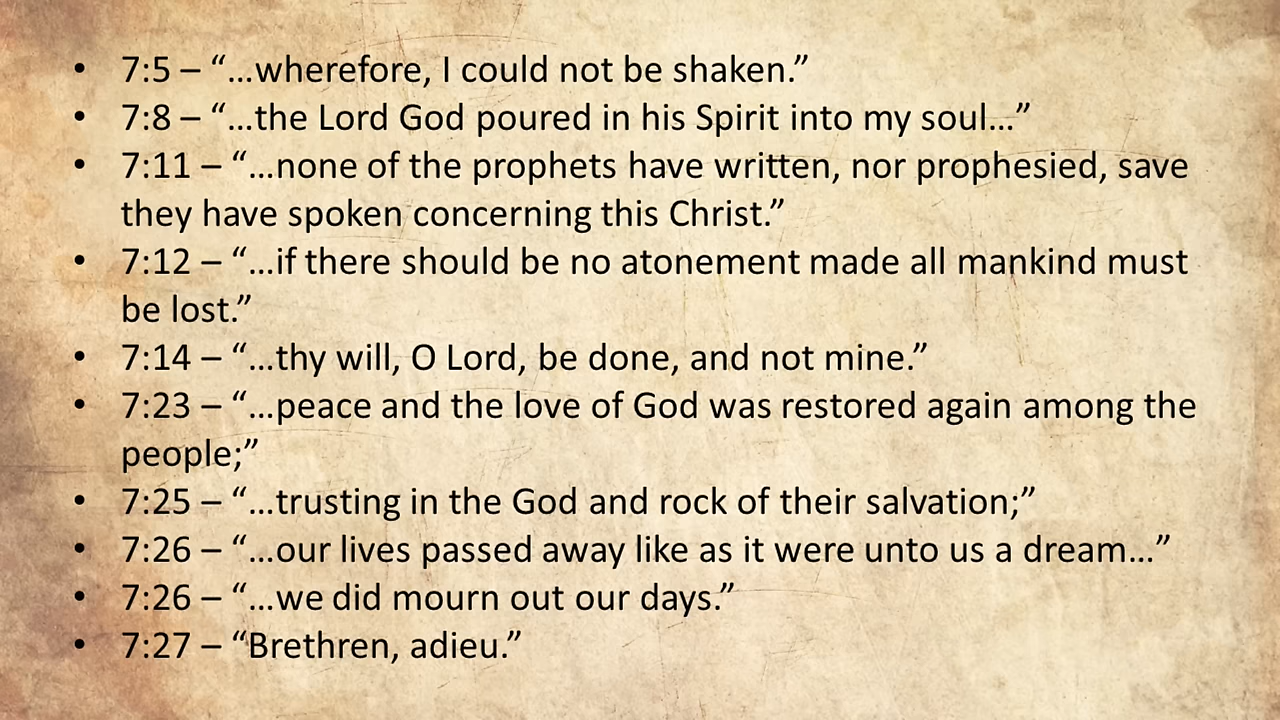 • 7:5 – “…wherefore, I could not be shaken.”
• 7:8 – “…the Lord God poured in his Spirit into my soul…”
• 7:11 – “…none of the prophets have written, nor prophesied, save
they have spoken concerning this Christ.”
• 7:12 – “…if there should be no atonement made all mankind must
be lost.”
• 7:14 – “…thy will, O Lord, be done, and not mine.”
• 7:23 – “…peace and the love of God was restored again among the
people;”
• 7:25 – “…trusting in the God and rock of their salvation;”
• 7:26 – “…our lives passed away like as it were unto us a dream…”
• 7:26 – “…we did mourn out our days.”
• 7:27 – “Brethren, adieu.”